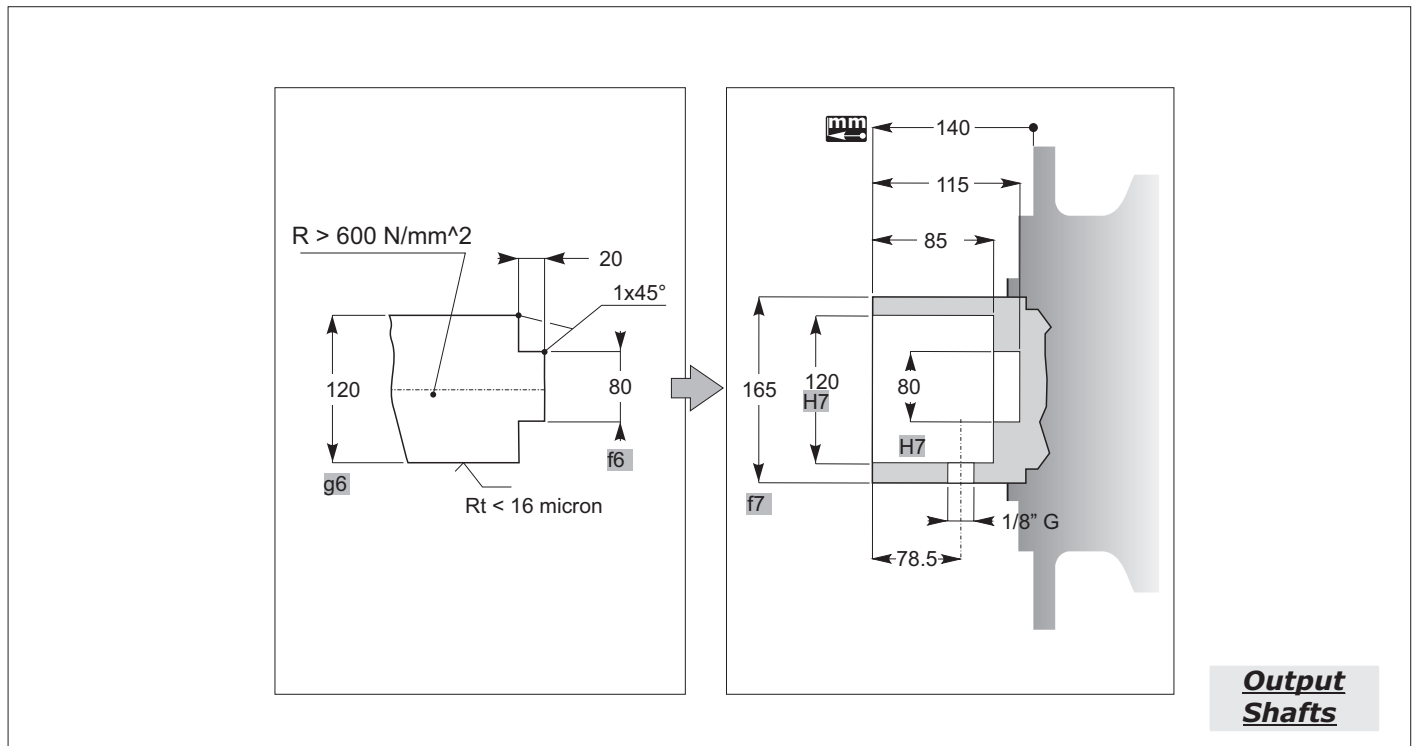 R > 600 N/mm^2
20
1x45°
120
80
g6
f6
Rt < 16 micron
mm
140
115
85
165
120
H7
80
H7
f7
1/8” G
78.5
Output
Shafts